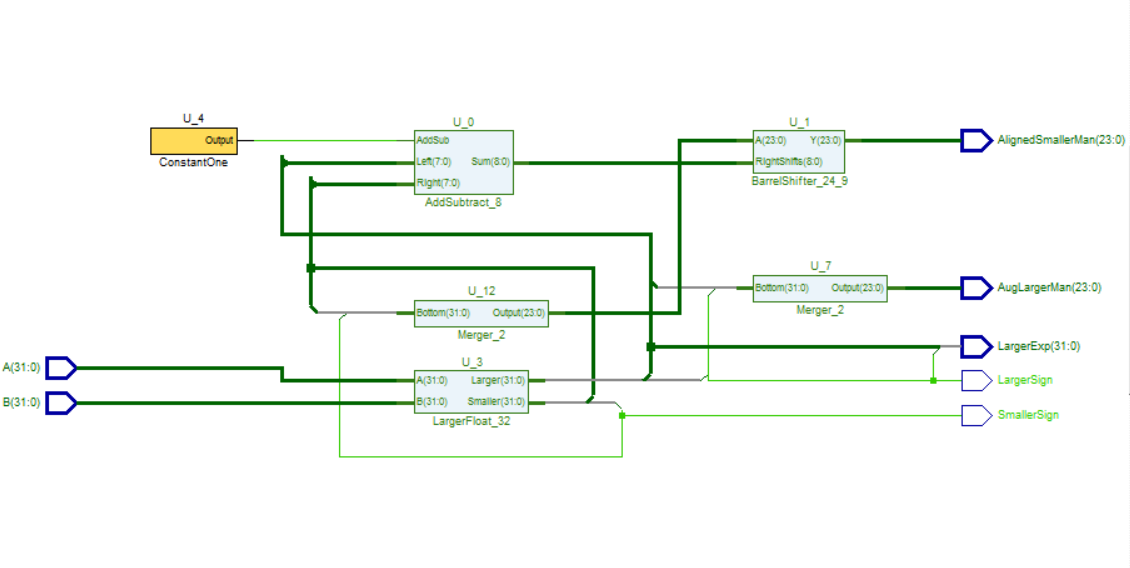 U_4
Output
ConstantOne
U_0
AddSub
Left(7:0)
Sum(8:0)
Right(7:0)
AddSubtract_8
U_1
A(23:0)
Y(23:0)
RightShifts(8:0)
BarrelShifter_24_9
AlignedSmallerMan(23:0)
U_7
Bottom(31:0)
Output(23:0)
Merger_2
AugLargerMan(23:0)
U_12
Bottom(31:0)
Output(23:0)
Merger_2
LargerExp(31:0)
U_3
A(31:0)
A(31:0)
Larger(31:0)
LargerSign
B(31:0)
B(31:0)
Smaller(31:0)
LargerFloat_32
SmallerSign